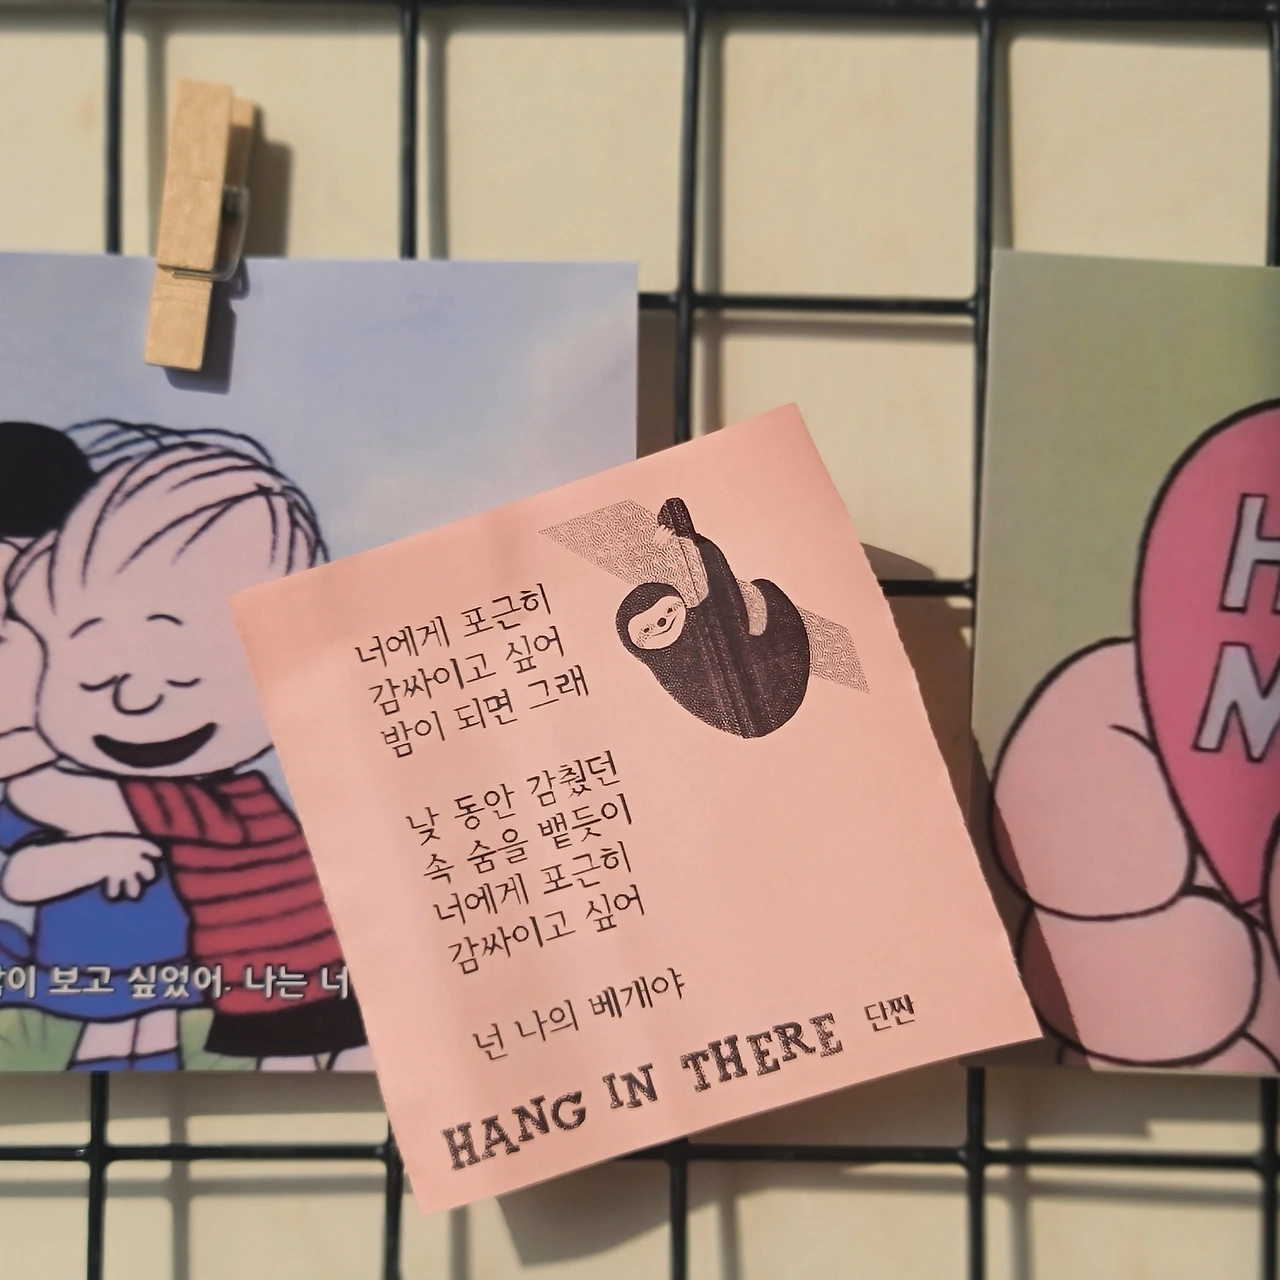 이 보고 싶었어. 나는 너
너에게 포근히
감싸이고 싶어
밤이 되면 그래
낮 동안 감췄던
속 숨을 뱉듯이
너에게 포근히
감싸이고 싶어
넌 나의 베개야
단짠
HANG IN THERE
H
M